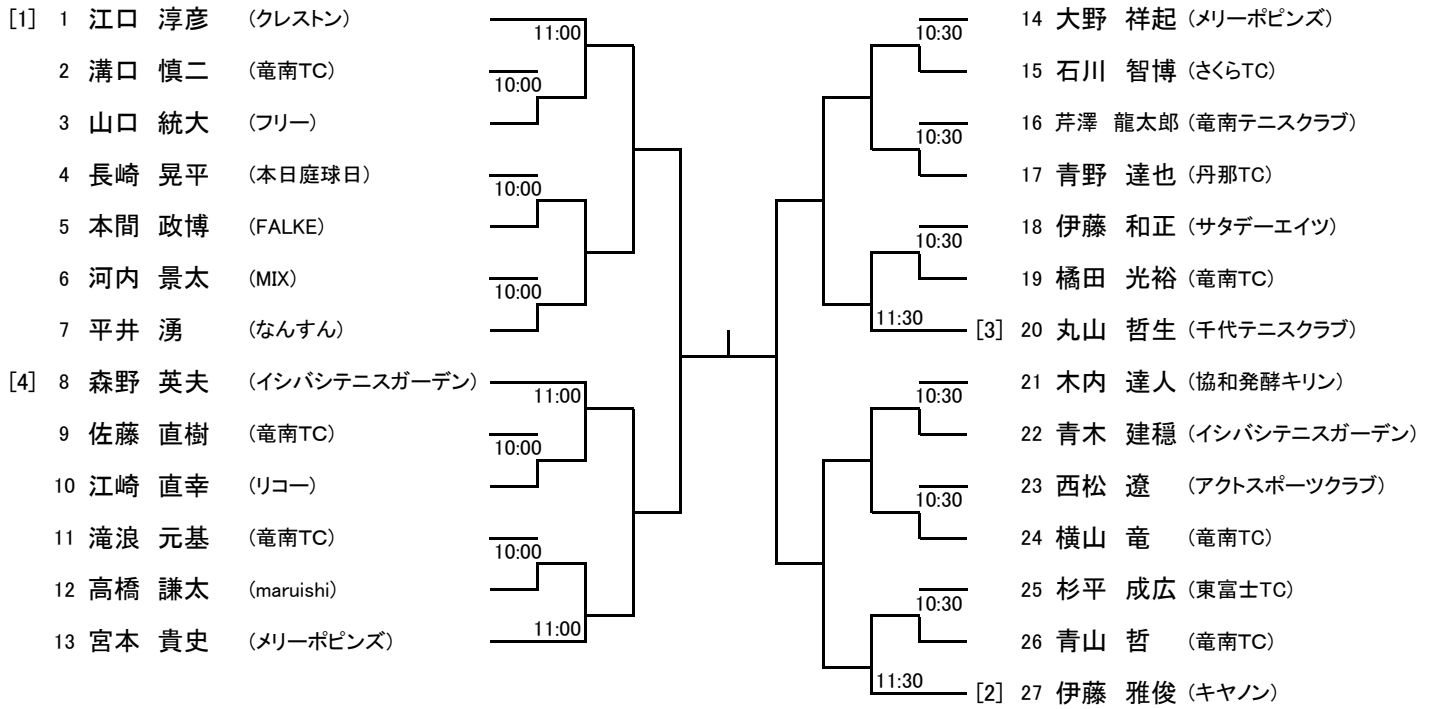 [1] 1 江口 淳彦 (クレストン)
11:00
2 溝口 慎二 (竜南TC)
10:00
3 山口 統大 (フリー)
4 長崎 晃平 (本日庭球日)
10:00
5 本間 政博 (FALKE)
6 河内 景太 (MIX)
10:00
7 平井 湧 (なんすん)
[4] 8 森野 英夫 (イシバシテニスガーデン)
11:00
9 佐藤 直樹 (竜南TC)
10:00
10 江崎 直幸 (リコー)
11 滝浪 元基 (竜南TC)
10:00
12 高橋 謙太 (maruishi)
11:00
13 宮本 貴史 (メリーポピンズ)
14 大野 祥起 (メリーポピンズ)
10:30
15 石川 智博 (さくらTC)
16 芹澤 龍太郎 (竜南テニスクラブ)
10:30
17 青野 達也 (丹那TC)
18 伊藤 和正 (サタデーエイツ)
10:30
19 橘田 光裕 (竜南TC)
11:30
[3] 20 丸山 哲生 (千代テニスクラブ)
21 木内 達人 (協和発酵キリン)
10:30
22 青木 建穏 (イシバシテニスガーデン)
23 西松 遼 (アクトスポーツクラブ)
10:30
24 横山 竜 (竜南TC)
25 杉平 成広 (東富士TC)
10:30
26 青山 哲 (竜南TC)
11:30
[2] 27 伊藤 雅俊 (キヤノン)